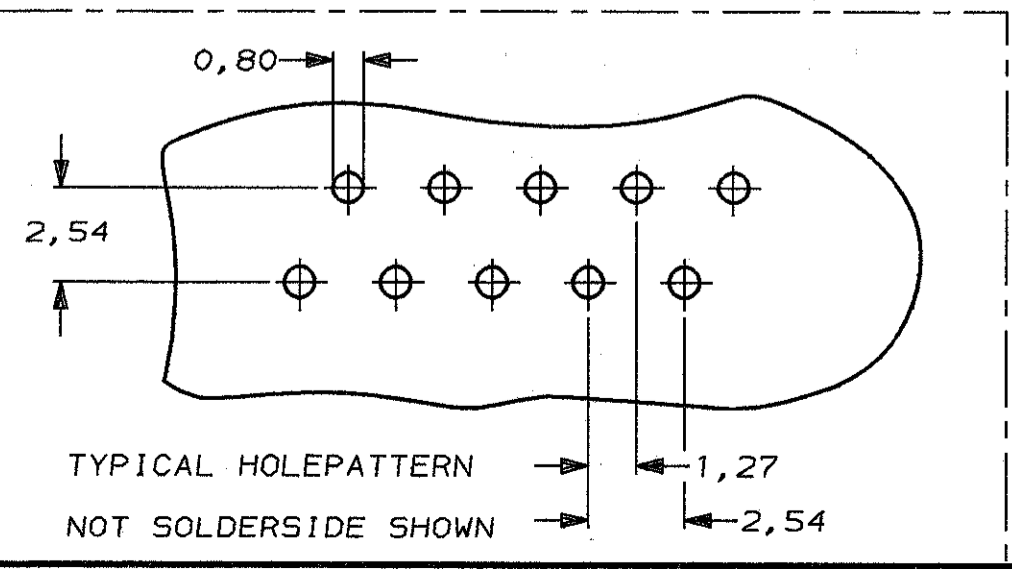 0,80
2,54
TYPICAL HOLEPATTERN
1,27
NOT SOLDERSIDE SHOWN
2,54